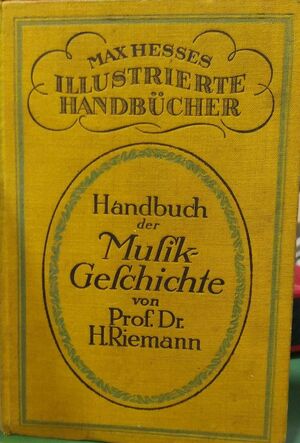 MAX HESSES
ILLUSTRIERTE
HANDBÜCHER
Handbuch
der
Muſik-
Geſchichte
von
Prof. Dr.
H. Riemann